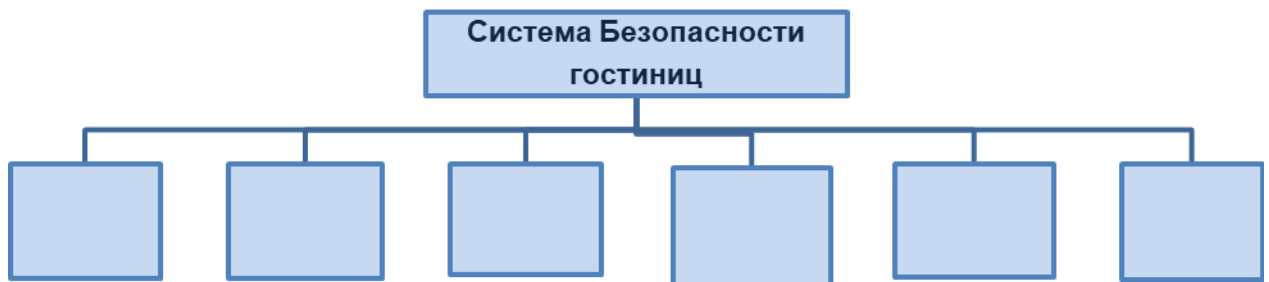 Система Безопасности
гостиниц